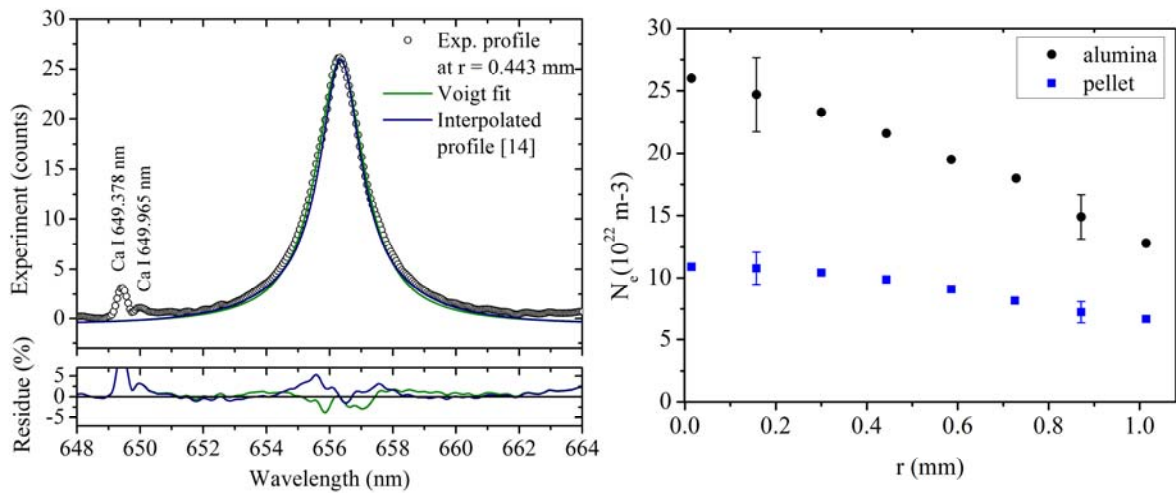 30
25
20
15
10
5
0
Experiment (counts)
Exp. profile
at r = 0.443 mm
Voigt fit
Interpolated
profile [14]
Ca I 649.378 nm
Ca I 649.965 nm
5
0
-5
Residue (%)
648 650 652 654 656 658 660 662 664
Wavelength (nm)
30
25
20
15
10
5
0
N_e (10^22 m-3)
alumina
pellet
0.0 0.2 0.4 0.6 0.8 1.0
r (mm)